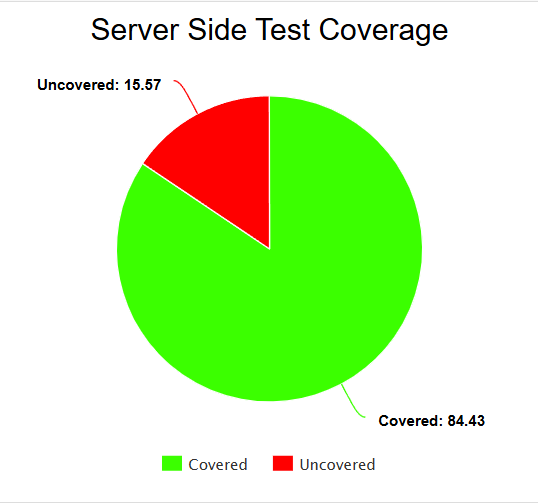 Server Side Test Coverage
Uncovered: 15.57
Covered: 84.43
Covered
Uncovered